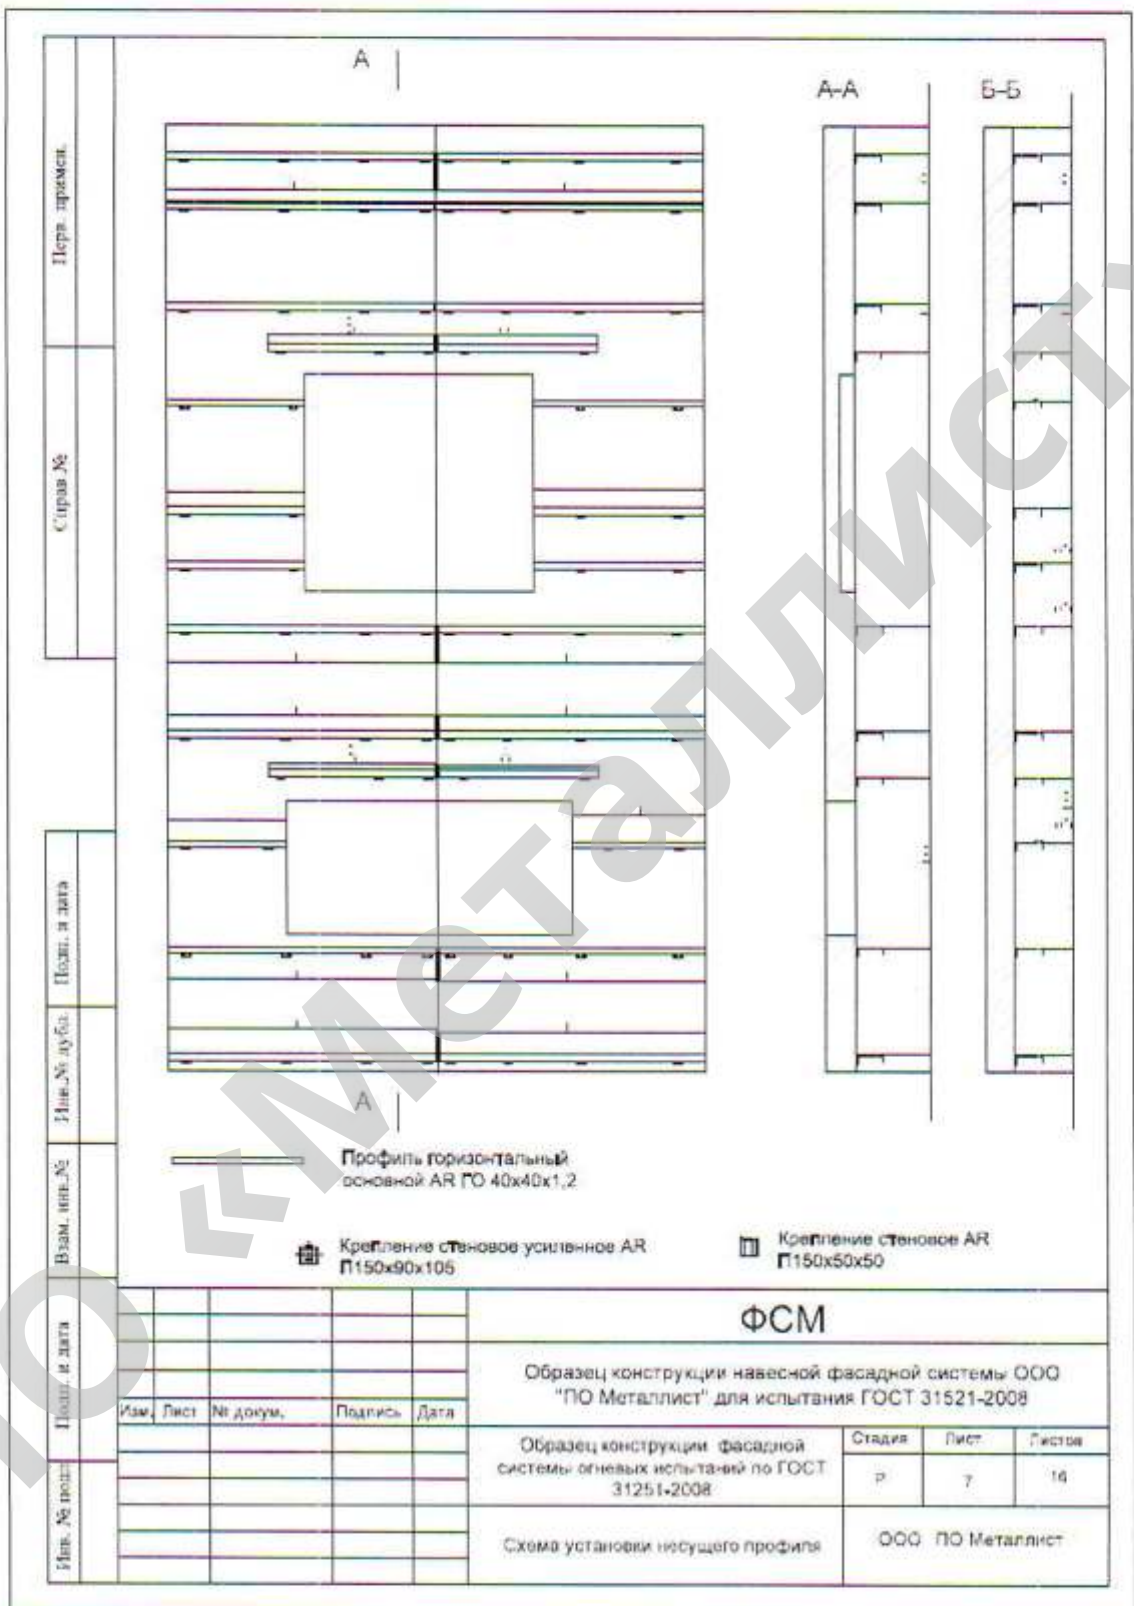 А
А-А
Б-Б
Перв. примен.
Справ №
Подп. и дата
Инв.№ дубл.
Взам. инв.№
Подп. и дата
Инв. № подл
А
Профиль горизонтальный
основной AR ГО 40х40х1,2
Крепление стеновое усиленное AR
П150х90х105
Крепление стеновое AR
П150х50х50
ФСМ
Образец конструкции навесной фасадной системы ООО
"ПО Металлист" для испытания ГОСТ 31521-2008
Изм. Лист № докум. Подпись Дата
Образец конструкции фасадной
системы огневых испытаний по ГОСТ
31251-2008
Стадия Лист Листов
Р 7 16
Схема установки несущего профиля
ООО ПО Металлист
ПО «Металлист»